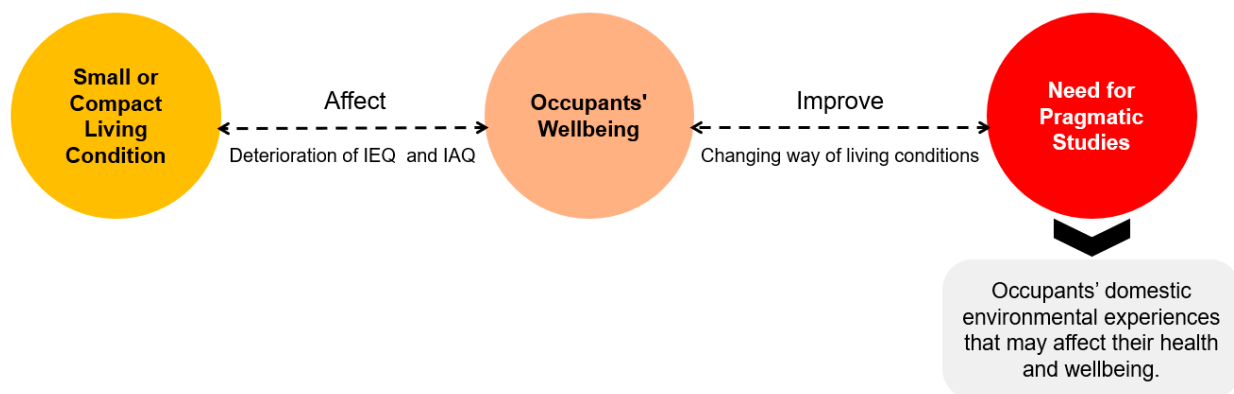 Small or
Compact
Living
Condition
Affect
Deterioration of IEQ and IAQ
Occupants'
Wellbeing
Improve
Changing way of living conditions
Need for
Pragmatic
Studies
Occupants’ domestic
environmental experiences
that may affect their health
and wellbeing.